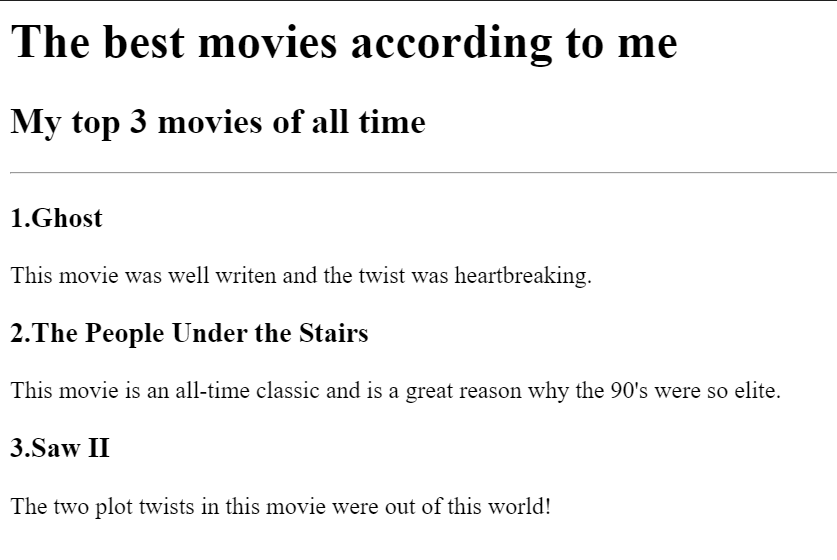 The best movies according to me
My top 3 movies of all time
1.Ghost
This movie was well writen and the twist was heartbreaking.
2.The People Under the Stairs
This movie is an all-time classic and is a great reason why the 90's were so elite.
3.Saw II
The two plot twists in this movie were out of this world!